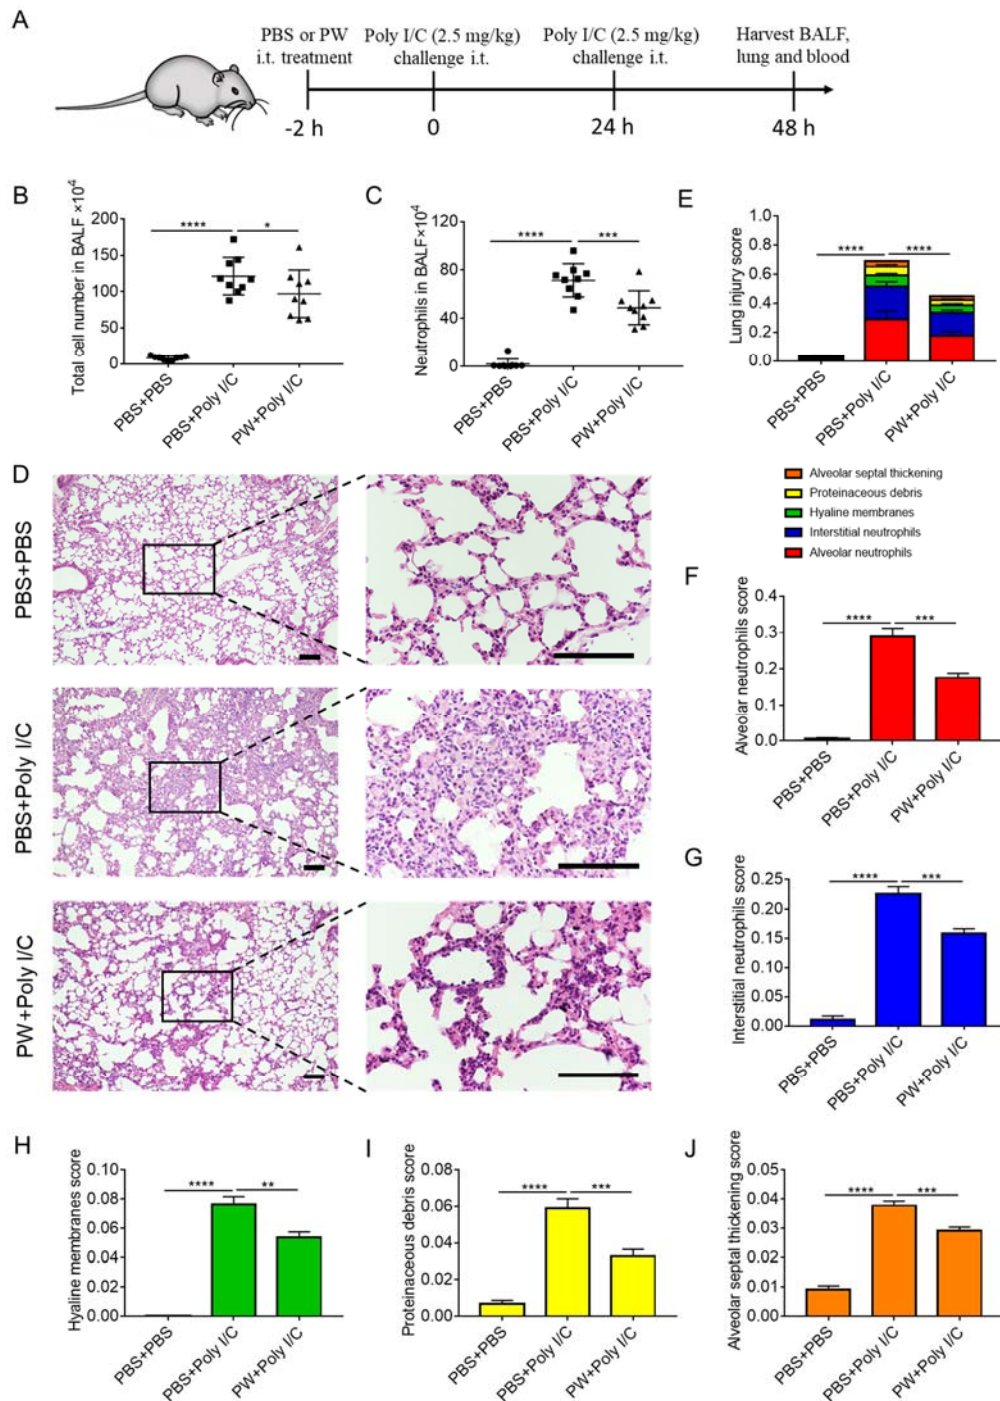 A
PBS or PW
i.t. treatment
Poly I/C (2.5 mg/kg)
challenge i.t.
Poly I/C (2.5 mg/kg)
challenge i.t.
Harvest BALF,
lung and blood
-2 h
0
24 h
48 h
B
Total cell number in BALF ×10⁴
200
150
100
50
0
****
*
PBS+PBS
PBS+Poly I/C
PW+Poly I/C
C
Neutrophils in BALF×10⁴
120
80
40
0
****
***
PBS+PBS
PBS+Poly I/C
PW+Poly I/C
E
Lung injury score
1.0
0.8
0.6
0.4
0.2
0.0
****
****
PBS+PBS
PBS+Poly I/C
PW+Poly I/C
Alveolar septal thickening
Proteinaceous debris
Hyaline membranes
Interstitial neutrophils
Alveolar neutrophils
D
PBS+PBS
PBS+Poly I/C
PW+Poly I/C
F
Alveolar neutrophils score
0.4
0.3
0.2
0.1
0.0
****
***
PBS+PBS
PBS+Poly I/C
PW+Poly I/C
G
Interstitial neutrophils score
0.25
0.20
0.15
0.10
0.05
0.00
****
***
PBS+PBS
PBS+Poly I/C
PW+Poly I/C
H
Hyaline membranes score
0.10
0.08
0.06
0.04
0.02
0.00
****
**
PBS+PBS
PBS+Poly I/C
PW+Poly I/C
I
Proteinaceous debris score
0.08
0.06
0.04
0.02
0.00
****
***
PBS+PBS
PBS+Poly I/C
PW+Poly I/C
J
Alveolar septal thickening score
0.05
0.04
0.03
0.02
0.01
0.00
****
***
PBS+PBS
PBS+Poly I/C
PW+Poly I/C